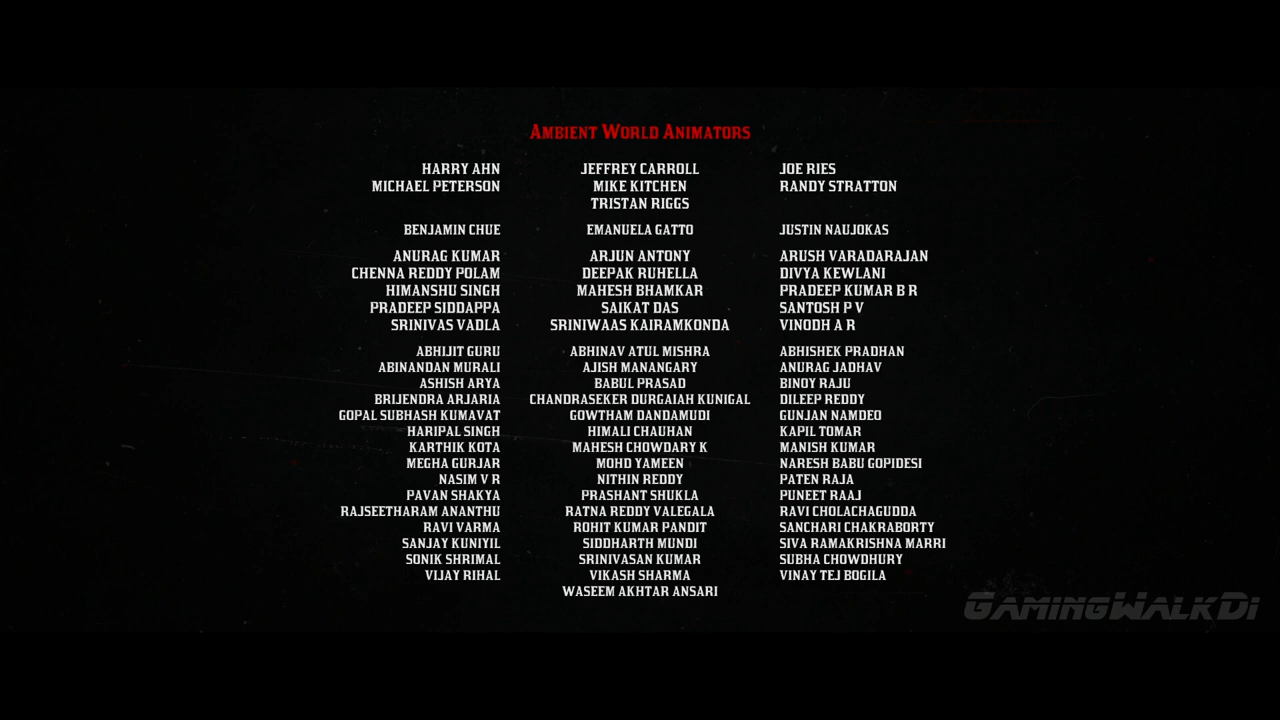 AMBIENT WORLD ANIMATORS
HARRY AHN JEFFREY CARROLL JOE RIES
MICHAEL PETERSON MIKE KITCHEN RANDY STRATTON
TRISTAN RIGGS
BENJAMIN CHUE EMANUELA GATTO JUSTIN NAUJOKAS
ANURAG KUMAR ARJUN ANTONY ARUSH VARADARAJAN
CHENNA REDDY POLAM DEEPAK RUHELLA DIVYA KEWLANI
HIMANSHU SINGH MAHESH BHAMKAR PRADEEP KUMAR B R
PRADEEP SIDDAPPA SAIKAT DAS SANTOSH P V
SRINIVAS VADLA SRINIWAAS KAIRAMKONDA VINODH A R
ABHIJIT GURU ABHINAV ATUL MISHRA ABHISHEK PRADHAN
ABINANDAN MURALI AJISH MANANGARY ANURAG JADHAV
ASHISH ARYA BABUL PRASAD BINOY RAJU
BRIJENDRA ARJARIA CHANDRASEKER DURGAIAH KUNIGAL DILEEP REDDY
GOPAL SUBHASH KUMAVAT GOWTHAM DANDAMUDI GUNJAN NAMDEO
HARIPAL SINGH HIMALI CHAUHAN KAPIL TOMAR
KARTHIK KOTA MAHESH CHOWDARY K MANISH KUMAR
MEGHA GURJAR MOHD YAMEEN NARESH BABU GOPIDESI
NASIM V R NITHIN REDDY PATEN RAJA
PAVAN SHAKYA PRASHANT SHUKLA PUNEET RAAJ
RAJSEETHARAM ANANTHU RATNA REDDY VALEGALA RAVI CHOLACHAGUDDA
RAVI VARMA ROHIT KUMAR PANDIT SANCHARI CHAKRABORTY
SANJAY KUNIYIL SIDDHARTH MUNDI SIVA RAMAKRISHNA MARRI
SONIK SHRIMAL SRINIVASAN KUMAR SUBHA CHOWDHURY
VIJAY RIHAL VIKASH SHARMA VINAY TEJ BOGILA
WASEEM AKHTAR ANSARI
GAMINGWALKDI